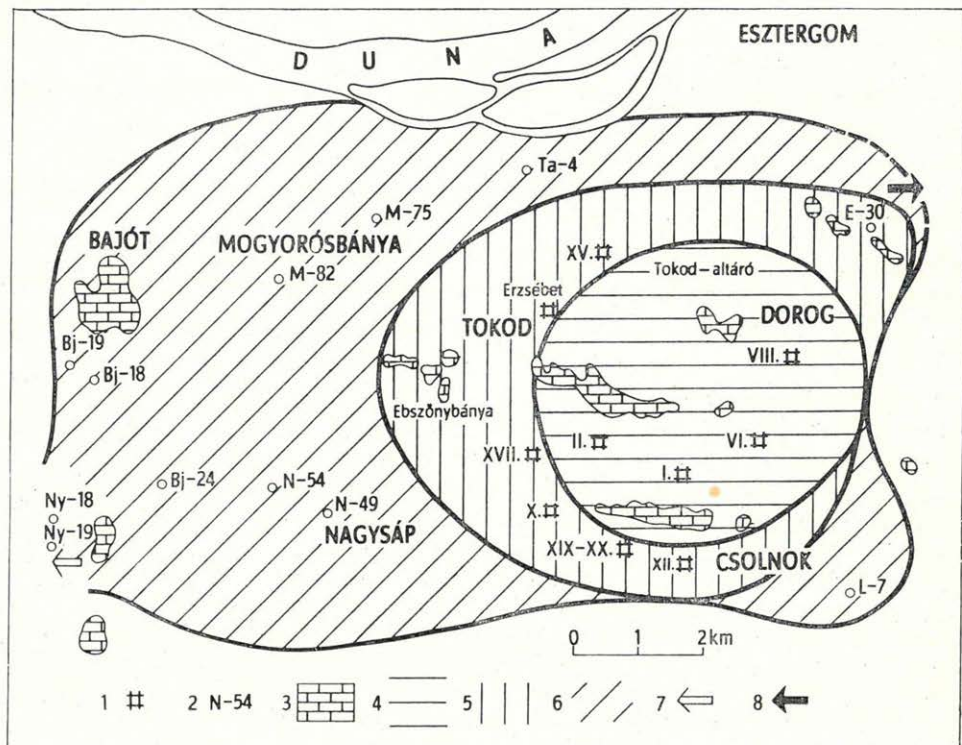 D U N A
ESZTERGOM
Ta-4
M-75
E-30
BAJÓT
MOGYORÓSBÁNYA
XV.
M-82
Tokod-altáró
Erzsébet
TOKOD
DOROG
Bj-19
VIII.
Bj-18
Ebszőnybánya
II.
VI.
XVII.
I.
Bj-24
N-54
Ny-18
N-49
X.
Ny-19
NAGYSÁP
XIX-XX.
XII.
CSOLNOK
L-7
0 1 2 km
1 2 N-54 3 4 5 6 7 8